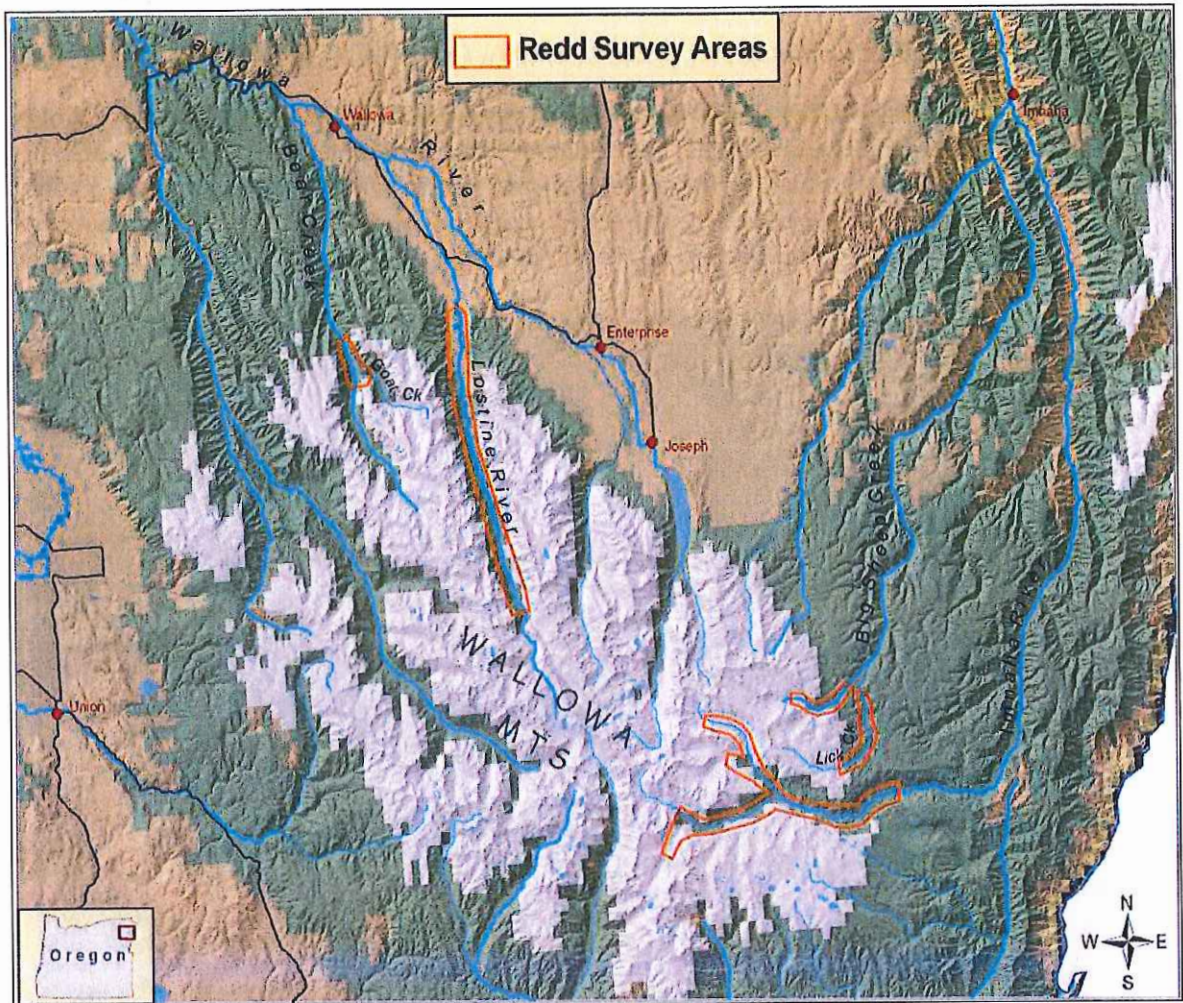 Redd Survey Areas
Wallowa
River
Wallowa
Imnaha
Bear Creek
Enterprise
Goat Ck
Lostine River
Joseph
Big Sheep Creek
Imnaha River
WALLOWA
MTS.
Union
Lick Ck
Oregon
N
W E
S